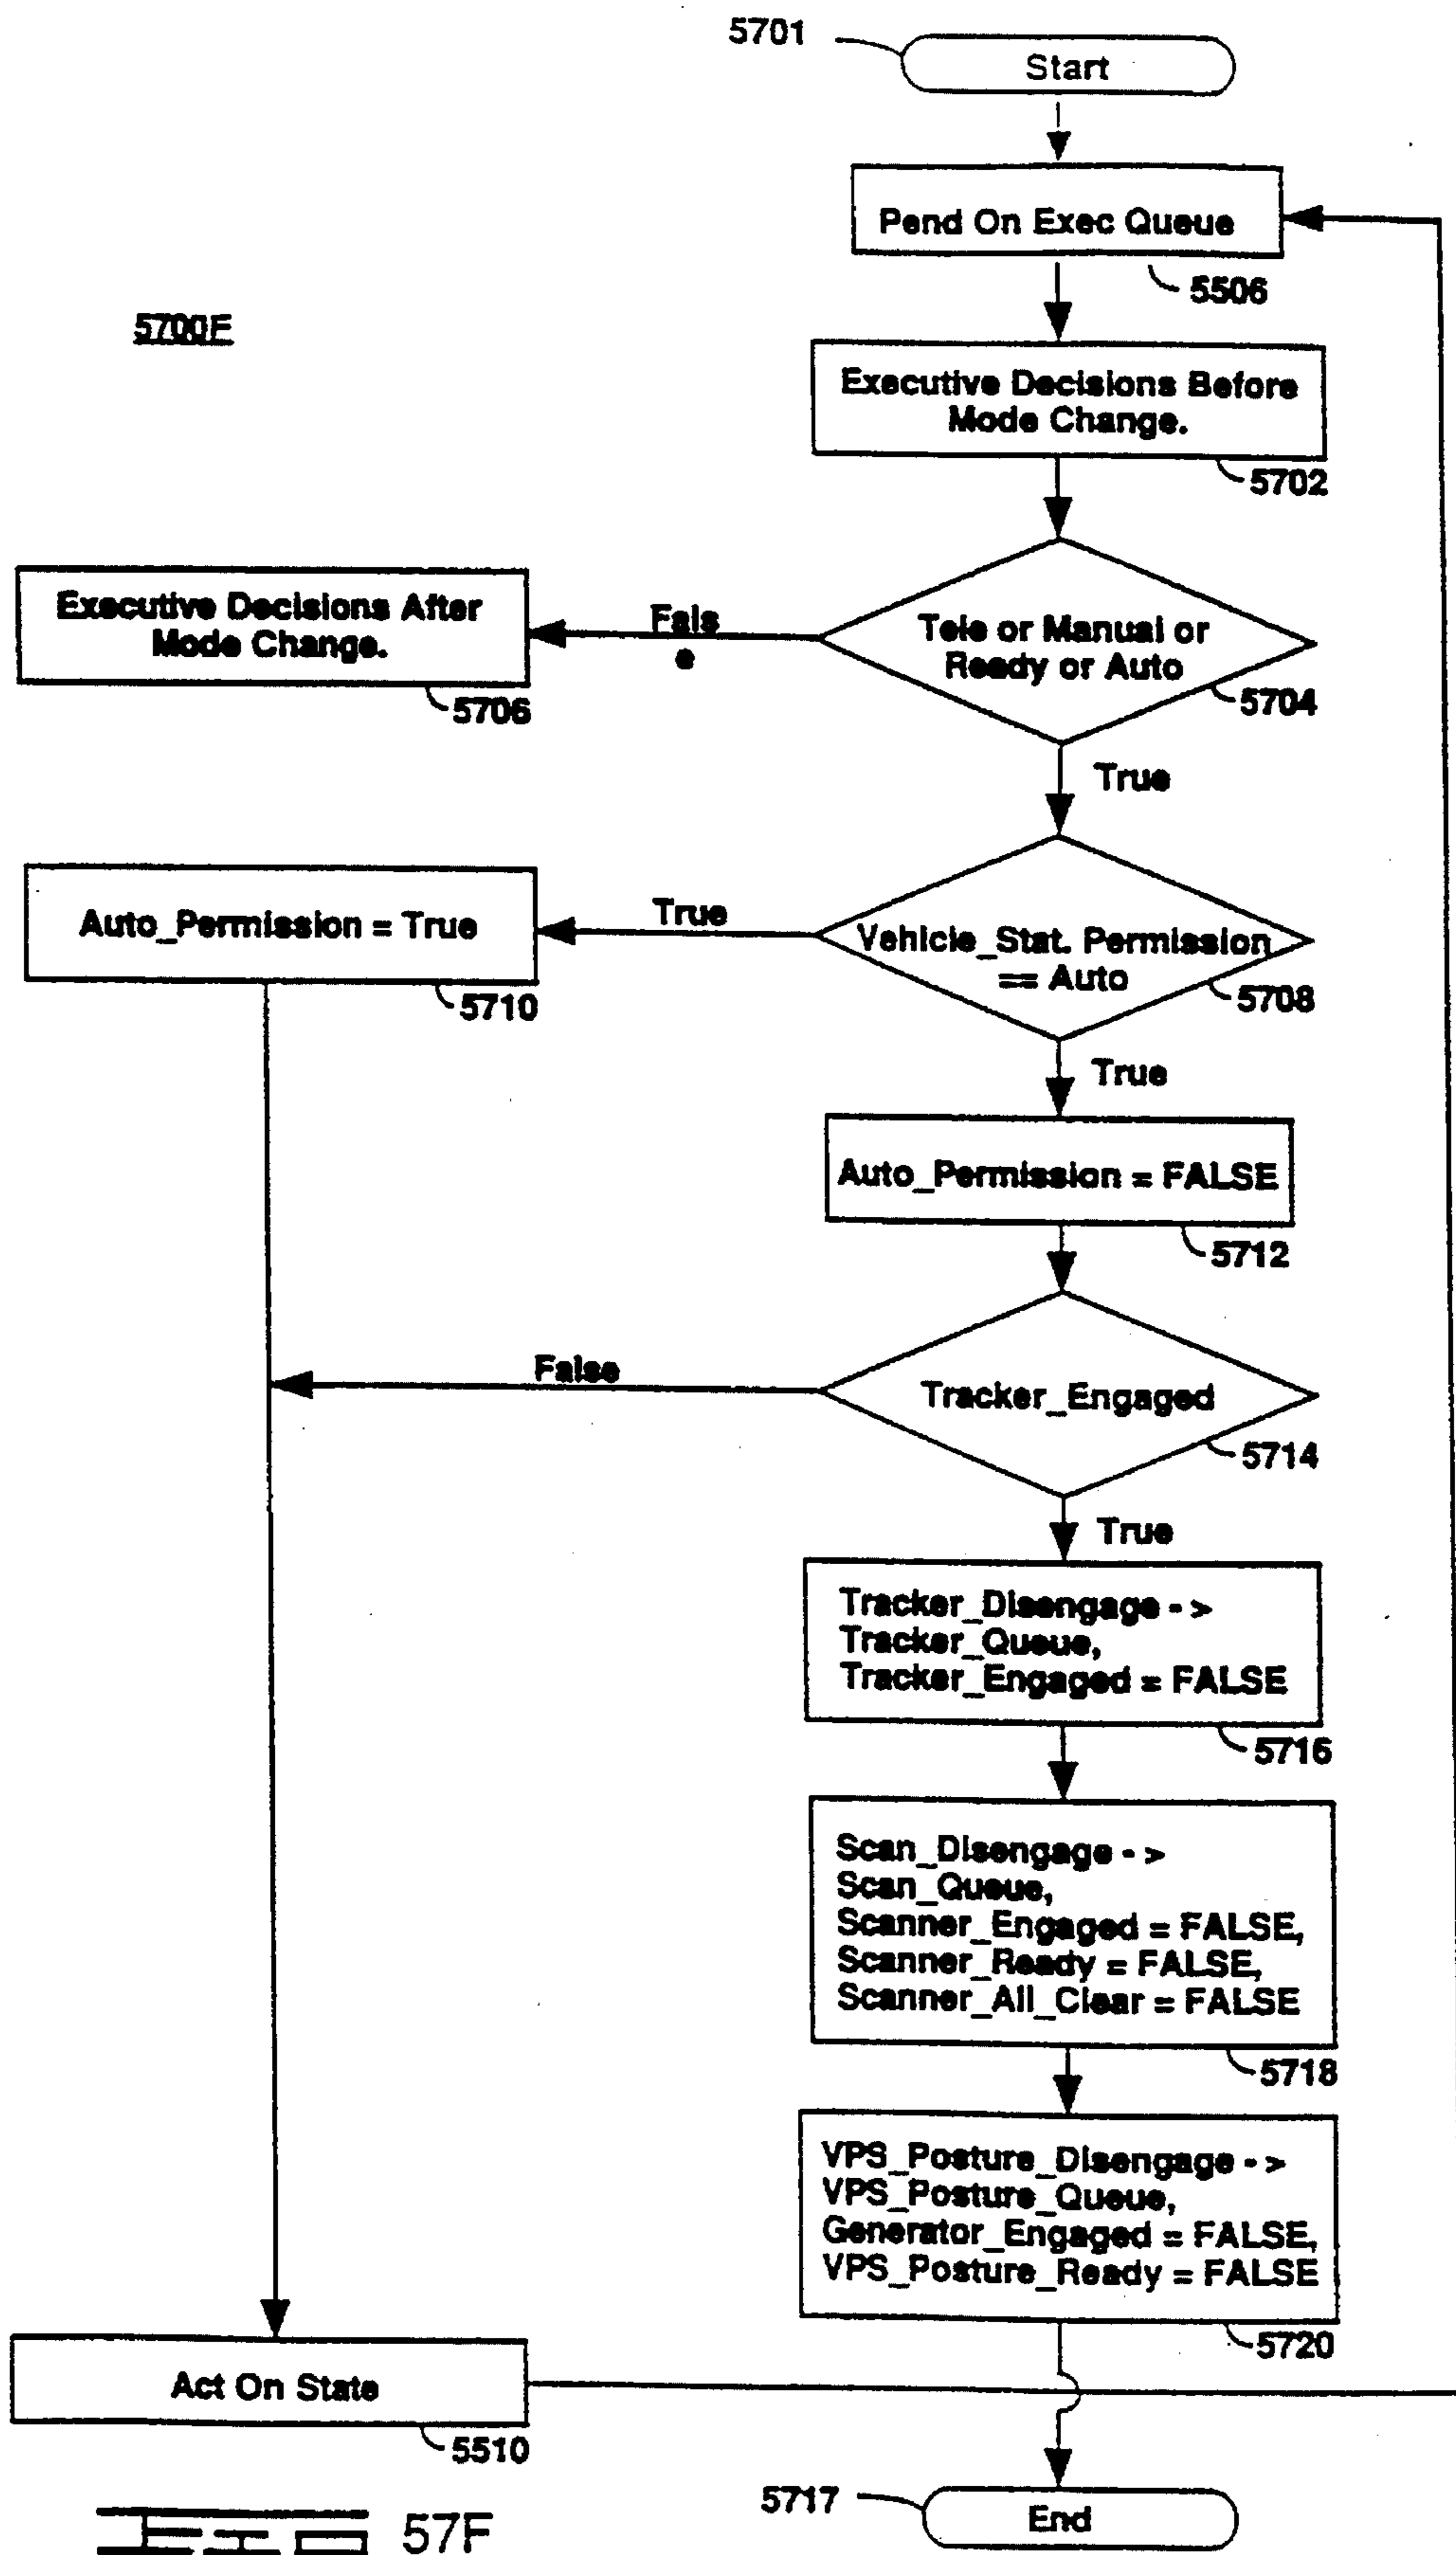 5701
Start
Pend On Exec Queue
5506
5700F
Executive Decisions Before
Mode Change.
5702
Executive Decisions After
Mode Change.
5706
Fals
e
Tele or Manual or
Ready or Auto
5704
True
Auto_Permission = True
5710
True
Vehicle_Stat. Permission
== Auto
5708
True
Auto_Permission = FALSE
5712
False
Tracker_Engaged
5714
True
Tracker_Disengage - >
Tracker_Queue,
Tracker_Engaged = FALSE
5716
Scan_Disengage - >
Scan_Queue,
Scanner_Engaged = FALSE,
Scanner_Ready = FALSE,
Scanner_All_Clear = FALSE
5718
VPS_Posture_Disengage - >
VPS_Posture_Queue,
Generator_Engaged = FALSE,
VPS_Posture_Ready = FALSE
5720
Act On State
5510
5717
End
57F